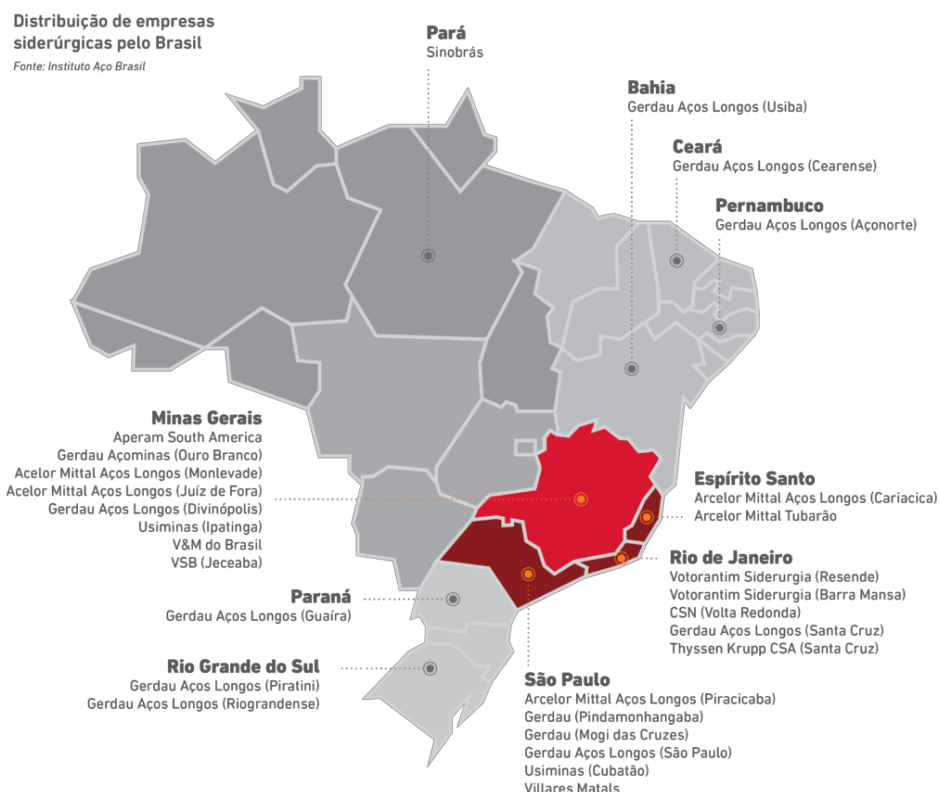 Distribuição de empresas
siderúrgicas pelo Brasil
Fonte: Instituto Aço Brasil
Pará
Sinobrás
Bahia
Gerdau Aços Longos (Usiba)
Ceará
Gerdau Aços Longos (Cearense)
Pernambuco
Gerdau Aços Longos (Açonorte)
Minas Gerais
Aperam South America
Gerdau Açominas (Ouro Branco)
Acelor Mittal Aços Longos (Monlevade)
Acelor Mittal Aços Longos (Juíz de Fora)
Gerdau Aços Longos (Divinópolis)
Usiminas (Ipatinga)
V&M do Brasil
VSB (Jeceaba)
Espírito Santo
Arcelor Mittal Aços Longos (Cariacica)
Arcelor Mittal Tubarão
Rio de Janeiro
Votorantim Siderurgia (Resende)
Votorantim Siderurgia (Barra Mansa)
CSN (Volta Redonda)
Gerdau Aços Longos (Santa Cruz)
Thyssen Krupp CSA (Santa Cruz)
Paraná
Gerdau Aços Longos (Guaíra)
Rio Grande do Sul
Gerdau Aços Longos (Piratini)
Gerdau Aços Longos (Riograndense)
São Paulo
Arcelor Mittal Aços Longos (Piracicaba)
Gerdau (Pindamonhangaba)
Gerdau (Mogi das Cruzes)
Gerdau Aços Longos (São Paulo)
Usiminas (Cubatão)
Villares Matals